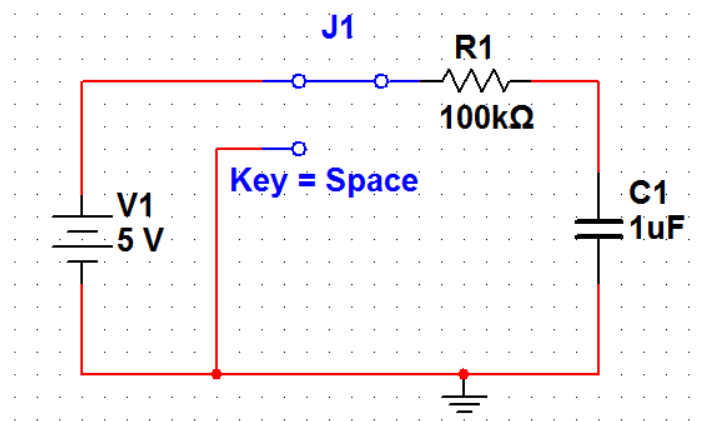 J1
R1
100kΩ
Key = Space
V1
5 V
C1
1uF